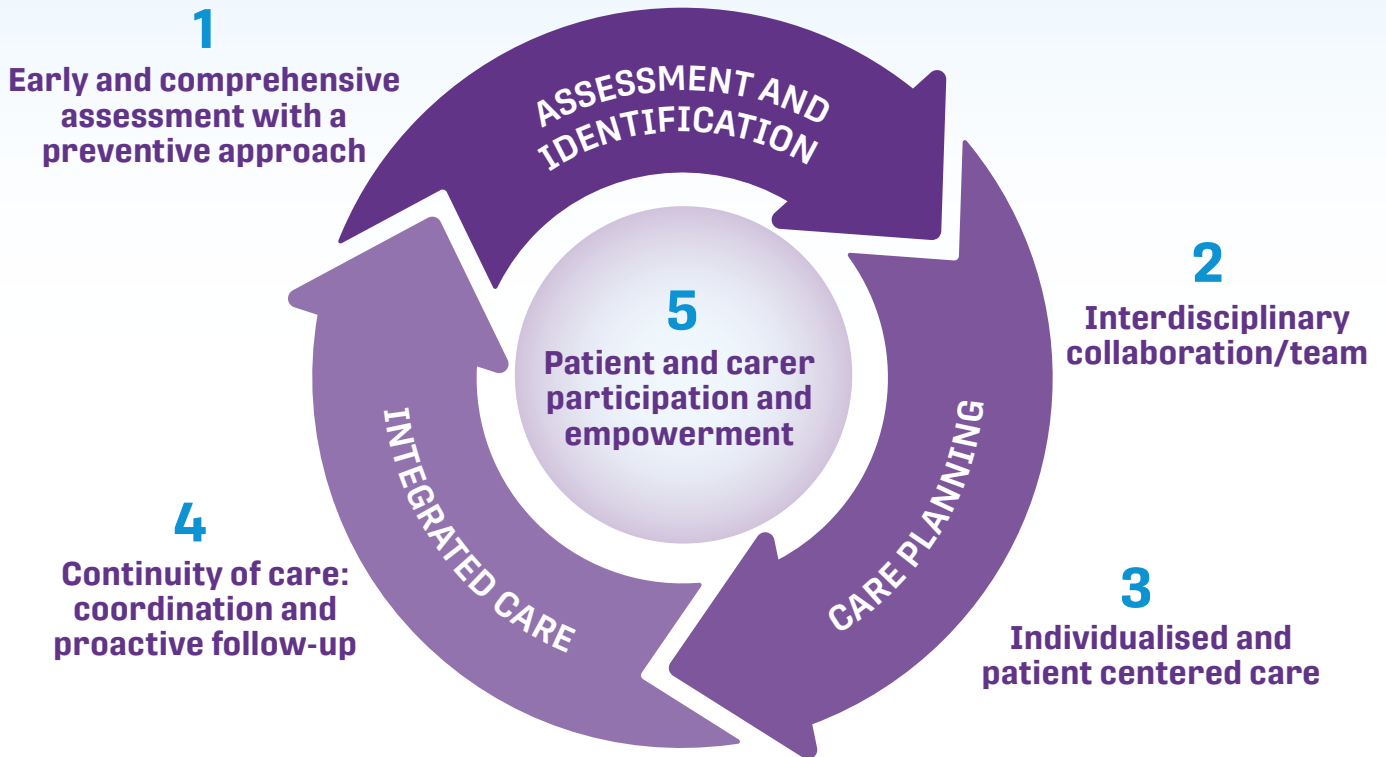 1
Early and comprehensive
assessment with a
preventive approach
ASSESSMENT AND
IDENTIFICATION
2
Interdisciplinary
collaboration/team
5
Patient and carer
participation and
empowerment
INTEGRATED CARE
CARE PLANNING
4
Continuity of care:
coordination and
proactive follow-up
3
Individualised and
patient centered care